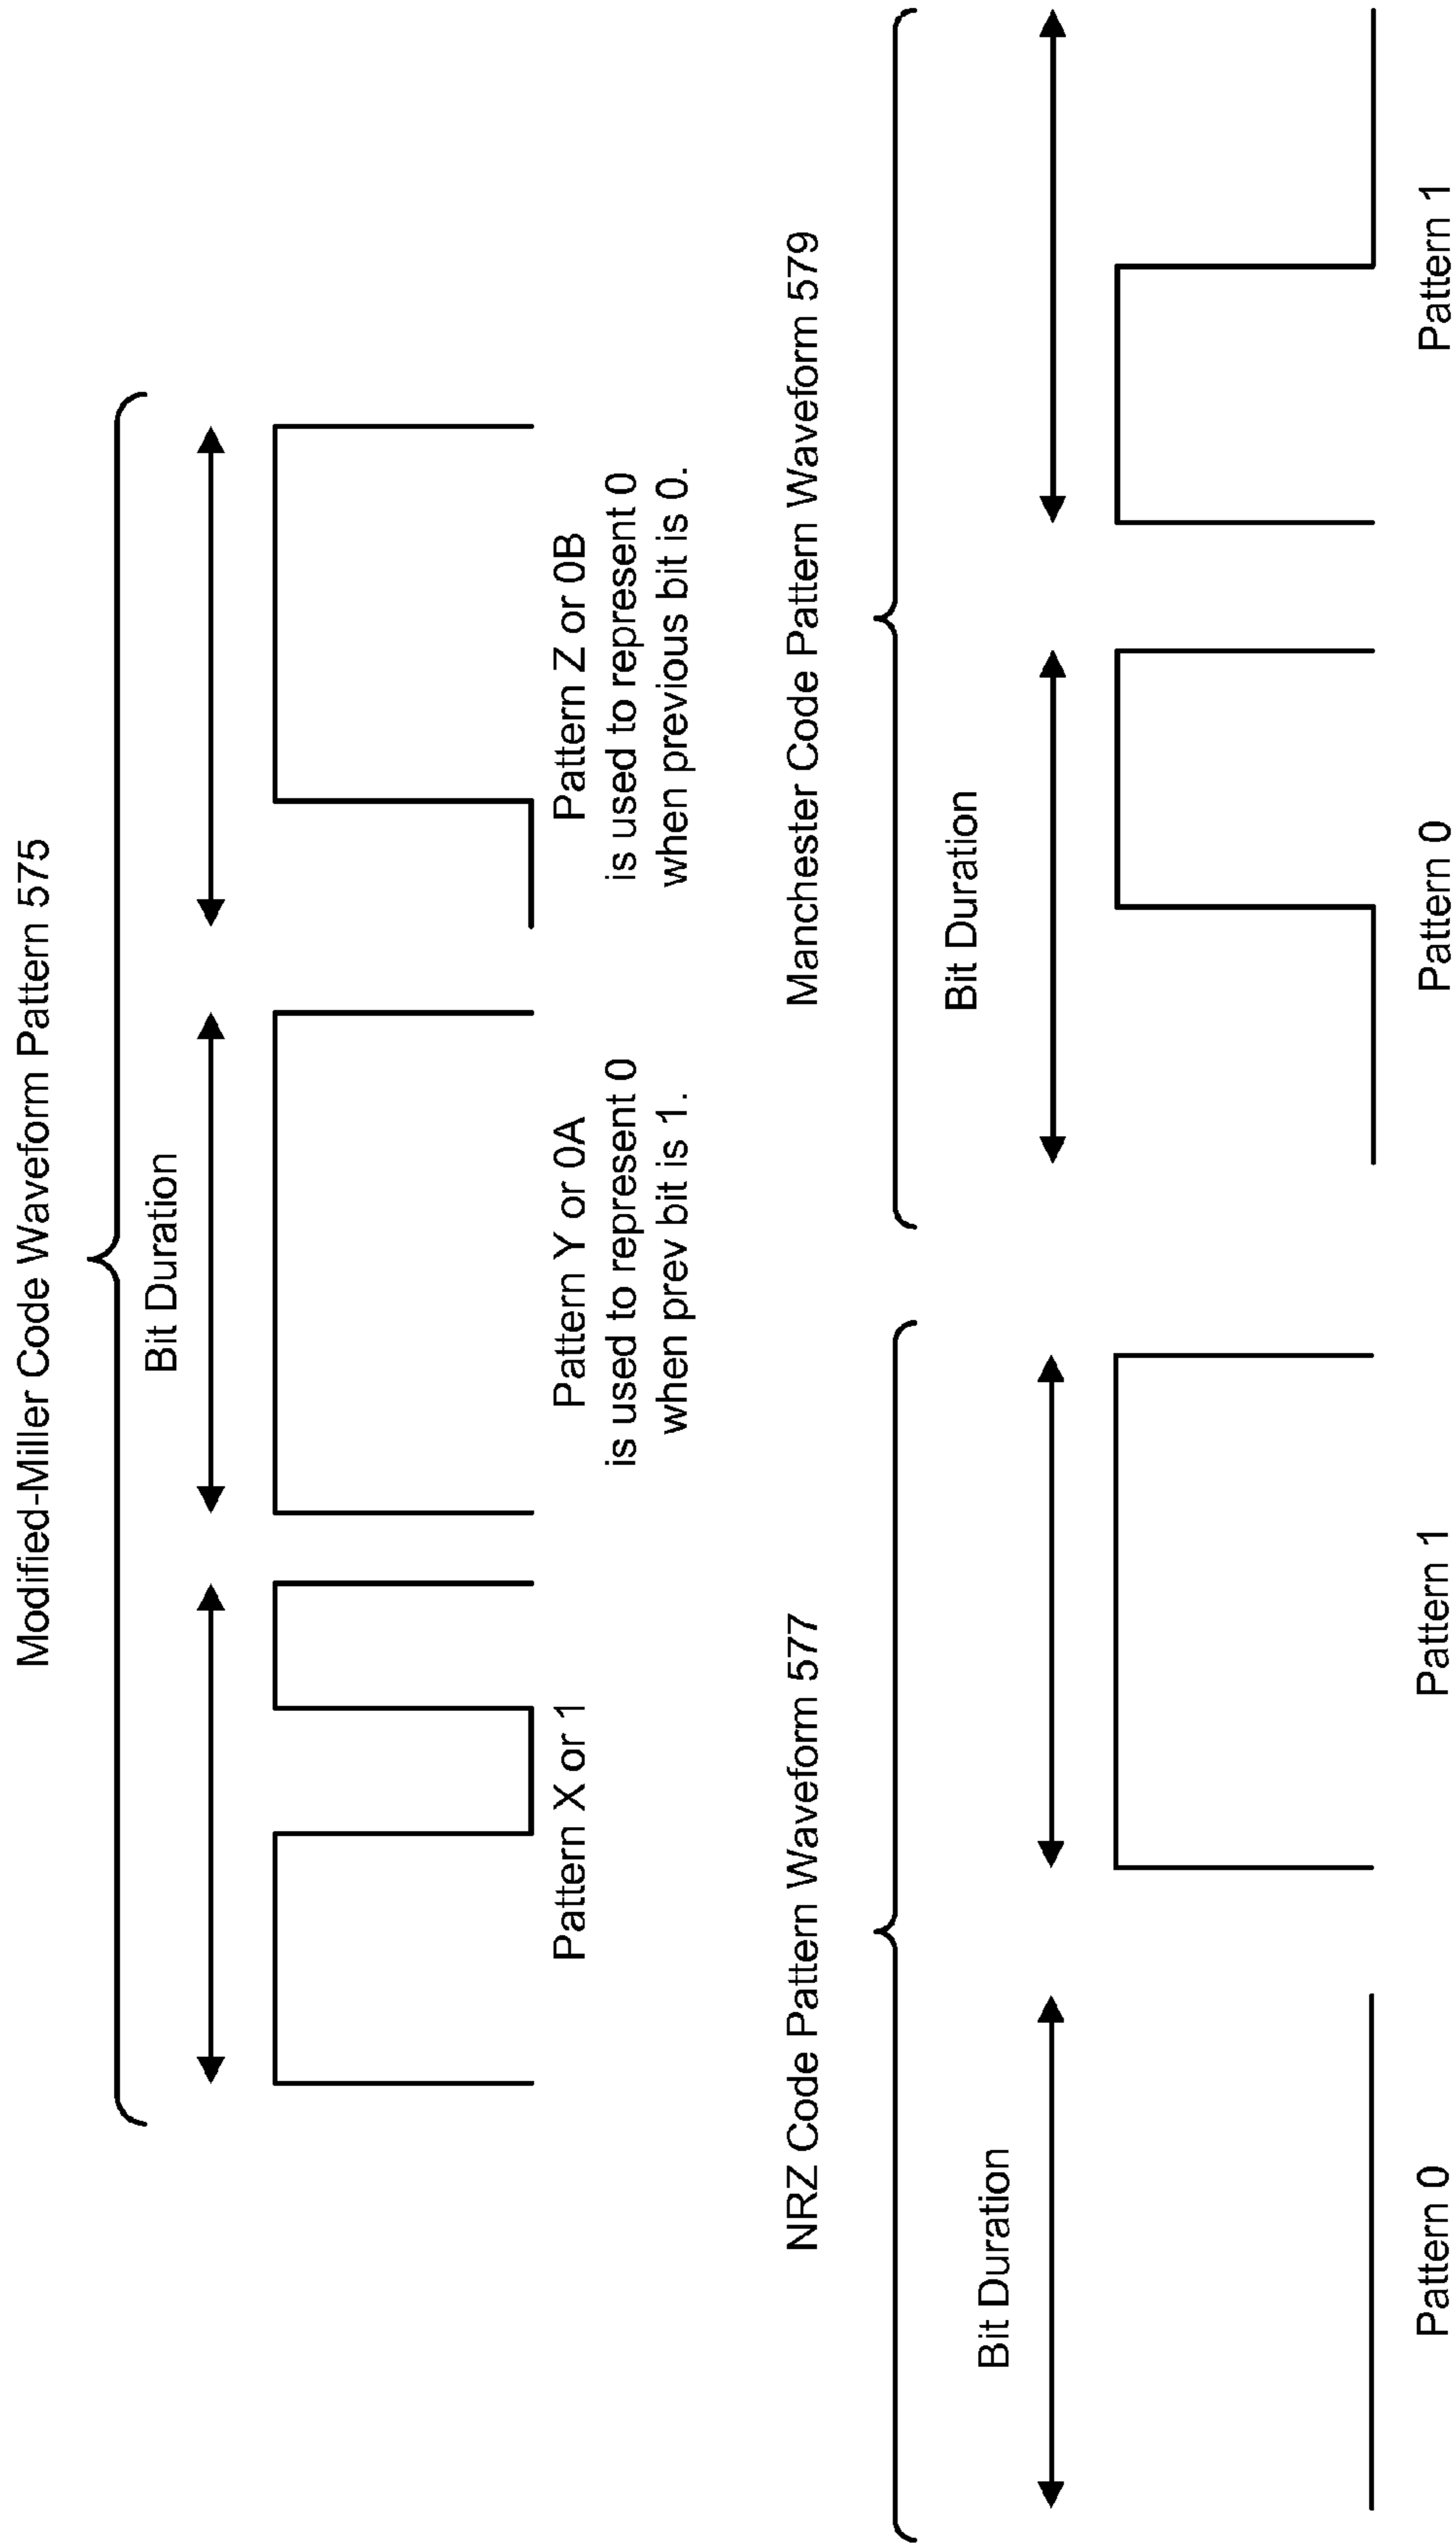 Modified-Miller Code Waveform Pattern 575
Bit Duration
Pattern X or 1
Pattern Y or 0A
is used to represent 0
when prev bit is 1.
Pattern Z or 0B
is used to represent 0
when previous bit is 0.
NRZ Code Pattern Waveform 577
Bit Duration
Pattern 0
Pattern 1
Manchester Code Pattern Waveform 579
Bit Duration
Pattern 0
Pattern 1